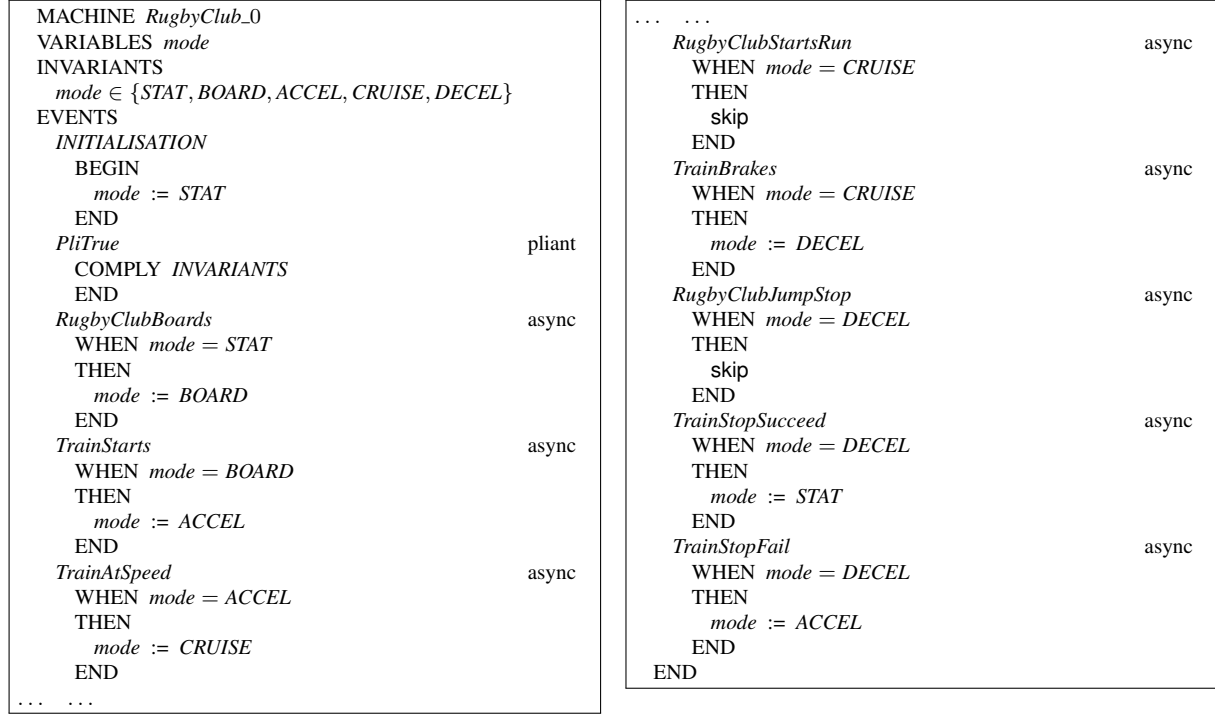 MACHINE RugbyClub_0
VARIABLES mode
INVARIANTS
mode ∈ {STAT, BOARD, ACCEL, CRUISE, DECEL}
EVENTS
INITIALISATION
BEGIN
mode := STAT
END
PliTrue pliant
COMPLY INVARIANTS
END
RugbyClubBoards async
WHEN mode = STAT
THEN
mode := BOARD
END
TrainStarts async
WHEN mode = BOARD
THEN
mode := ACCEL
END
TrainAtSpeed async
WHEN mode = ACCEL
THEN
mode := CRUISE
END
... ...
... ...
RugbyClubStartsRun async
WHEN mode = CRUISE
THEN
skip
END
TrainBrakes async
WHEN mode = CRUISE
THEN
mode := DECEL
END
RugbyClubJumpStop async
WHEN mode = DECEL
THEN
skip
END
TrainStopSucceed async
WHEN mode = DECEL
THEN
mode := STAT
END
TrainStopFail async
WHEN mode = DECEL
THEN
mode := ACCEL
END
END